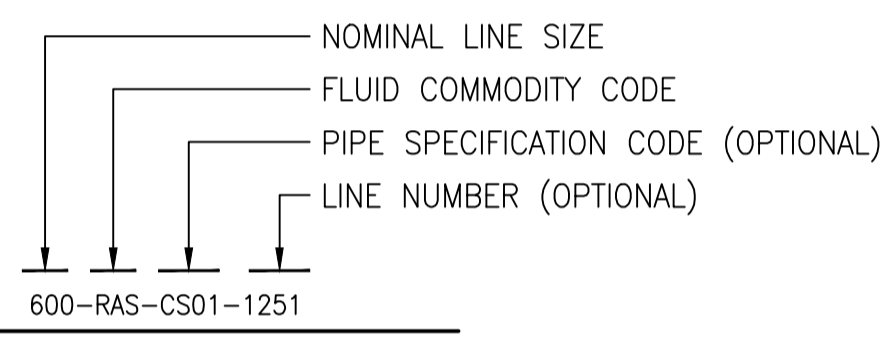 NOMINAL LINE SIZE
FLUID COMMODITY CODE
PIPE SPECIFICATION CODE (OPTIONAL)
LINE NUMBER (OPTIONAL)
600-RAS-CS01-1251